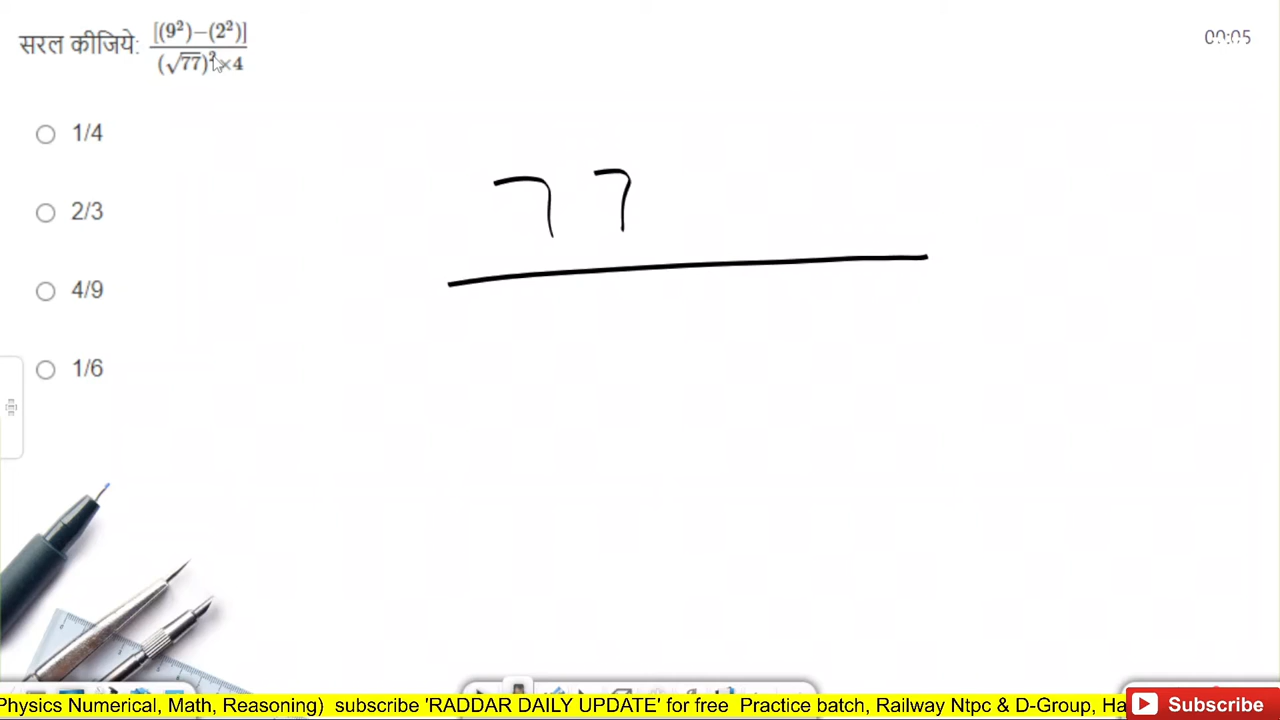 सरल कीजिये: [(9²)−(2²)] / (√77)²×4
00:05
1/4
2/3
4/9
1/6
77
Physics Numerical, Math, Reasoning) subscribe 'RADDAR DAILY UPDATE' for free Practice batch, Railway Ntpc & D-Group, Ha
Subscribe